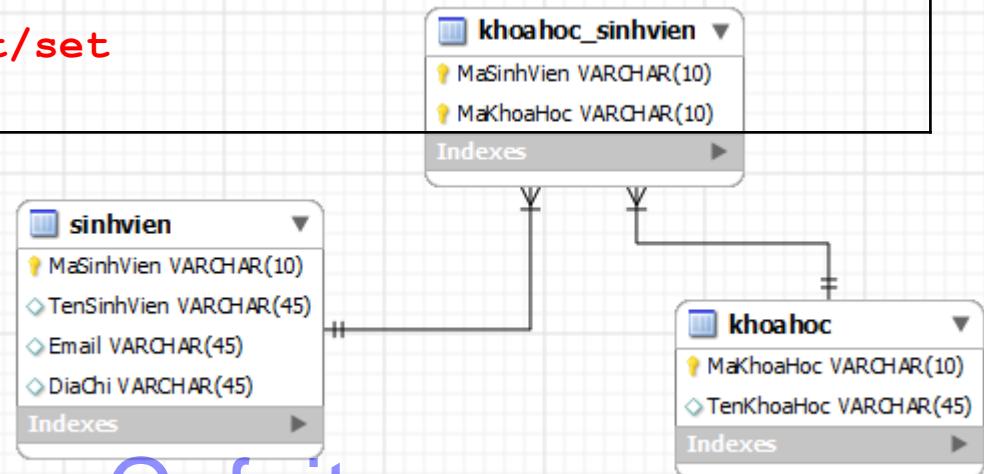 t/set
khoahoc_sinhvien
MaSinhVien VARCHAR(10)
MaKhoaHoc VARCHAR(10)
Indexes
sinhvien
MaSinhVien VARCHAR(10)
TenSinhVien VARCHAR(45)
Email VARCHAR(45)
DiaChi VARCHAR(45)
Indexes
khoahoc
MaKhoaHoc VARCHAR(10)
TenKhoaHoc VARCHAR(45)
Indexes